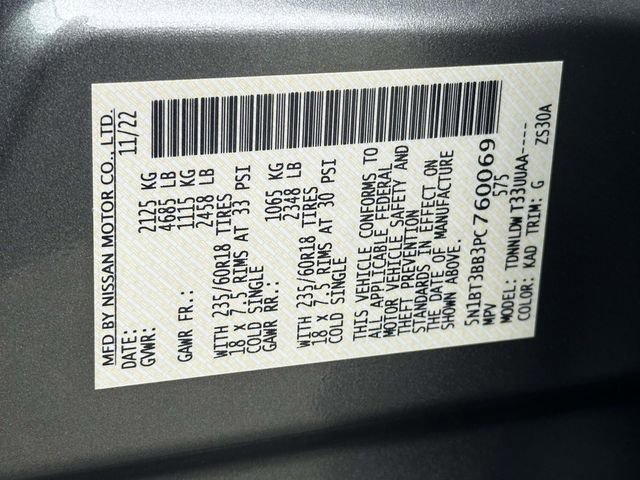 MFD BY NISSAN MOTOR CO.,LTD.
DATE: 11/22
GVWR: 2125 KG
4685 LB
GAWR FR.: 1115 KG
2458 LB
WITH 235/60R18 TIRES
18 X 7.5 RIMS AT 33 PSI
COLD SINGLE
GAWR RR.: 1065 KG
2348 LB
WITH 235/60R18 TIRES
18 X 7.5 RIMS AT 30 PSI
COLD SINGLE
THIS VEHICLE CONFORMS TO
ALL APPLICABLE FEDERAL
MOTOR VEHICLE SAFETY AND
THEFT PREVENTION
STANDARDS IN EFFECT ON
THE DATE OF MANUFACTURE
SHOWN ABOVE.
5N1BT3BB3PC760069
MPV 575
MODEL: TDNNLDW T33UUAA----
COLOR: KAD TRIM: G ZS30A